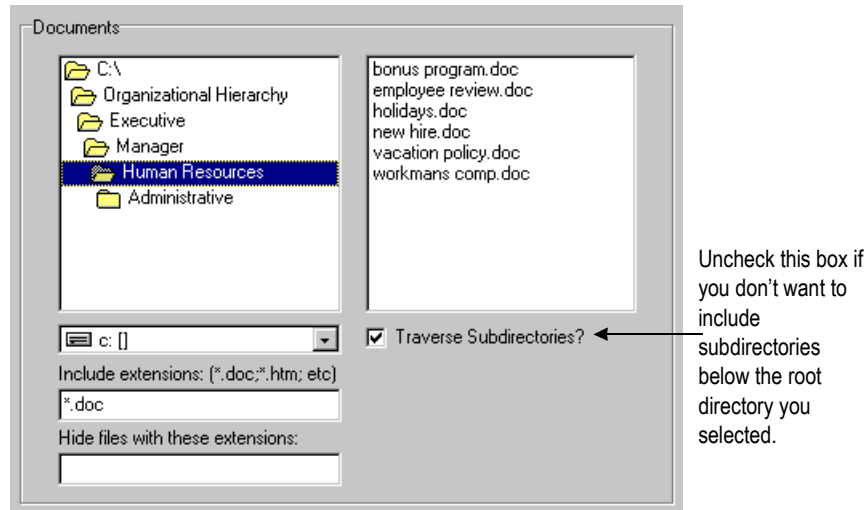 Documents
C:\
Organizational Hierarchy
Executive
Manager
Human Resources
Administrative
bonus program.doc
employee review.doc
holidays.doc
new hire.doc
vacation policy.doc
workmans comp.doc
c: []
Traverse Subdirectories?
Include extensions: (*.doc;*.htm; etc)
*.doc
Hide files with these extensions:
Uncheck this box if
you don’t want to
include
subdirectories
below the root
directory you
selected.